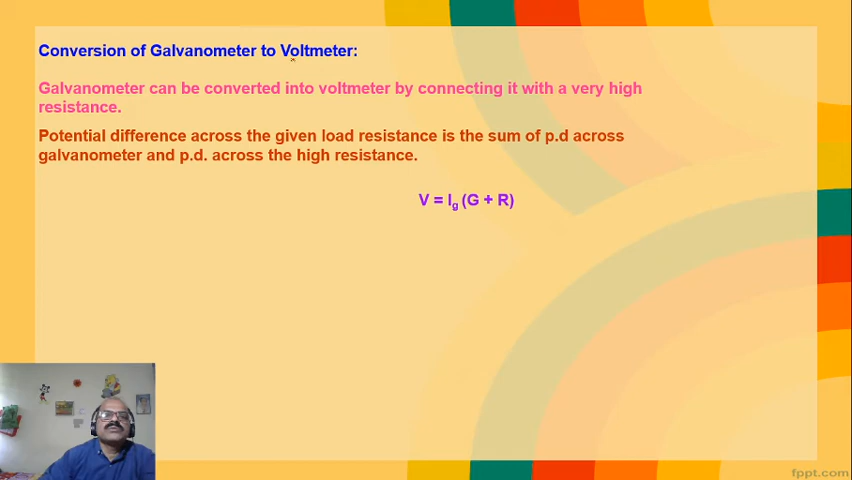 Conversion of Galvanometer to Voltmeter:
Galvanometer can be converted into voltmeter by connecting it with a very high
resistance.
Potential difference across the given load resistance is the sum of p.d across
galvanometer and p.d. across the high resistance.
V = Ig (G + R)
fppt.com